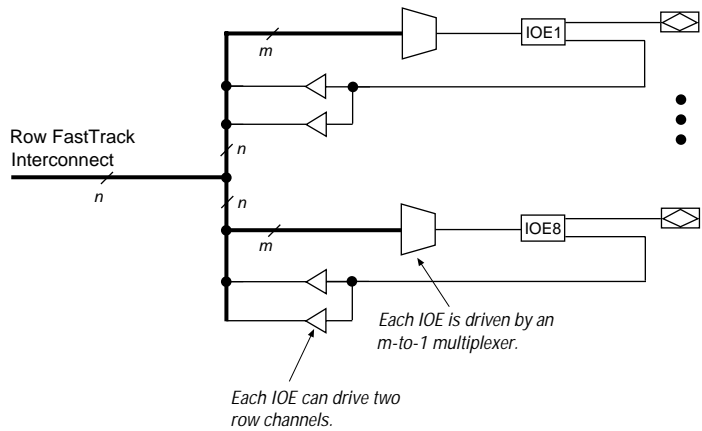 m
IOE1
Row FastTrack
Interconnect
n
n
n
m
IOE8
Each IOE is driven by an
m-to-1 multiplexer.
Each IOE can drive two
row channels.